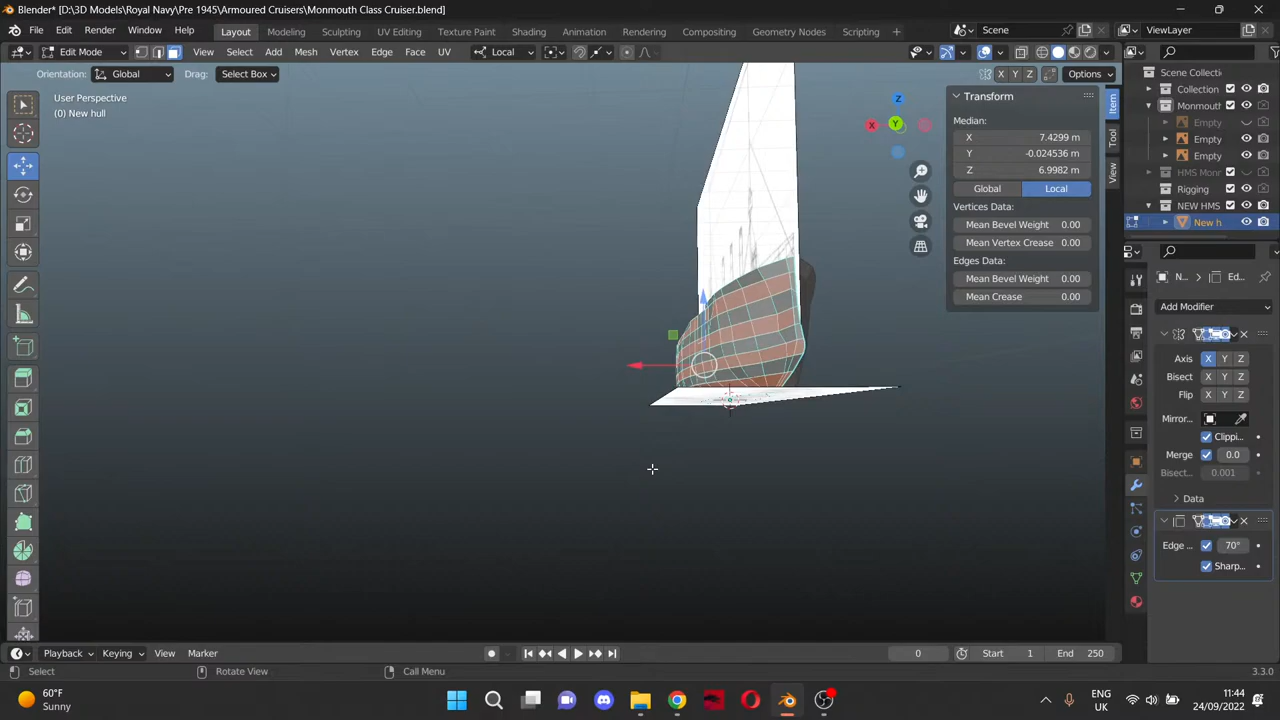 Blender* [D:\3D Models\Royal Navy\Pre 1945\Armoured Cruisers\Monmouth Class Cruiser.blend]
File Edit Render Window Help Layout Modeling Sculpting UV Editing Texture Paint Shading Animation Rendering Compositing Geometry Nodes Scripting + Scene ViewLayer
Edit Mode View Select Add Mesh Vertex Edge Face UV Local
Orientation: Global Drag: Select Box X Y Z Options
User Perspective
(0) New hull
Z
X
Y
Transform
Median:
X 7.4299 m
Y -0.024536 m
Z 6.9982 m
Global Local
Vertices Data:
Mean Bevel Weight 0.00
Mean Vertex Crease 0.00
Edges Data:
Mean Bevel Weight 0.00
Mean Crease 0.00
Item
Tool
View
Scene Collecti
Collection
Monmouth
Empty
Empty
Empty
HMS Monr
Rigging
NEW HMS
New h
N... Ed...
Add Modifier
Axis X Y Z
Bisect X Y Z
Flip X Y Z
Mirror...
Clippi...
Merge 0.0
Bisect... 0.001
Data
Edge ... 70°
Sharp...
Playback Keying View Marker 0 Start 1 End 250
Select Rotate View Call Menu 3.3.0
60°F
Sunny
ENG
UK
11:44
24/09/2022